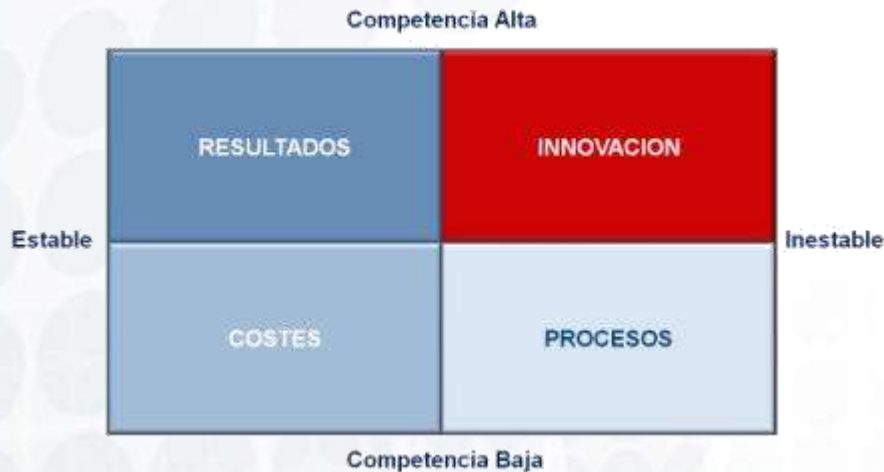 Competencia Alta
RESULTADOS
INNOVACION
Estable
Inestable
COSTES
PROCESOS
Competencia Baja